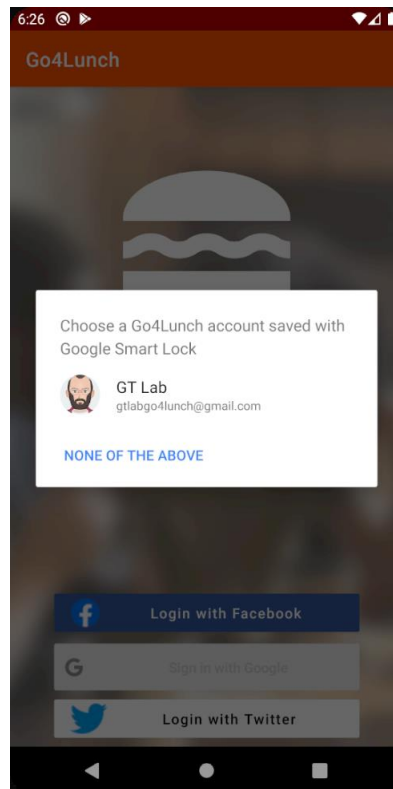 6:26
Go4Lunch
Choose a Go4Lunch account saved with
Google Smart Lock
GT Lab
gtlabgo4lunch@gmail.com
NONE OF THE ABOVE
Login with Facebook
Sign in with Google
Login with Twitter